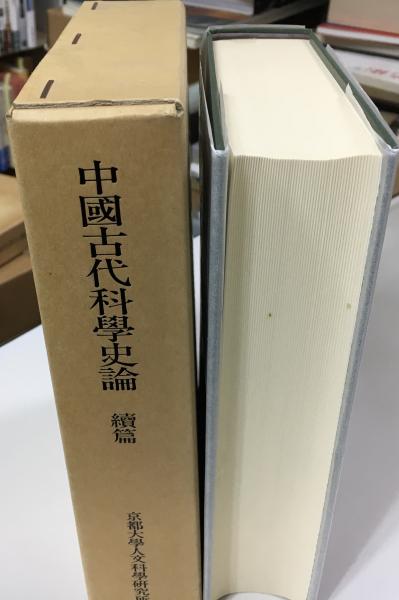 中國古代科學史論
續篇
京都大學人文科學研究所